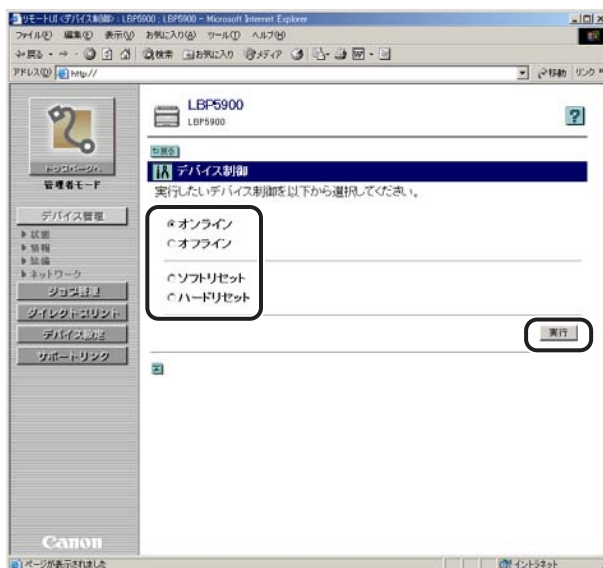 リモートUI <デバイス制御> : LBP5900 ; LBP5900 - Microsoft Internet Explorer
ファイル(F) 編集(E) 表示(V) お気に入り(A) ツール(T) ヘルプ(H)
戻る 検索 お気に入り メディア
アドレス(D) http:// 移動 リンク
LBP5900
LBP5900
トップページへ
管理者モード
戻る
デバイス制御
実行したいデバイス制御を以下から選択してください。
オンライン
オフライン
ソフトリセット
ハードリセット
実行
デバイス管理
状態
情報
装備
ネットワーク
ジョブ管理
ダイレクトプリント
デバイス設定
サポートリンク
Canon
ページが表示されました
イントラネット